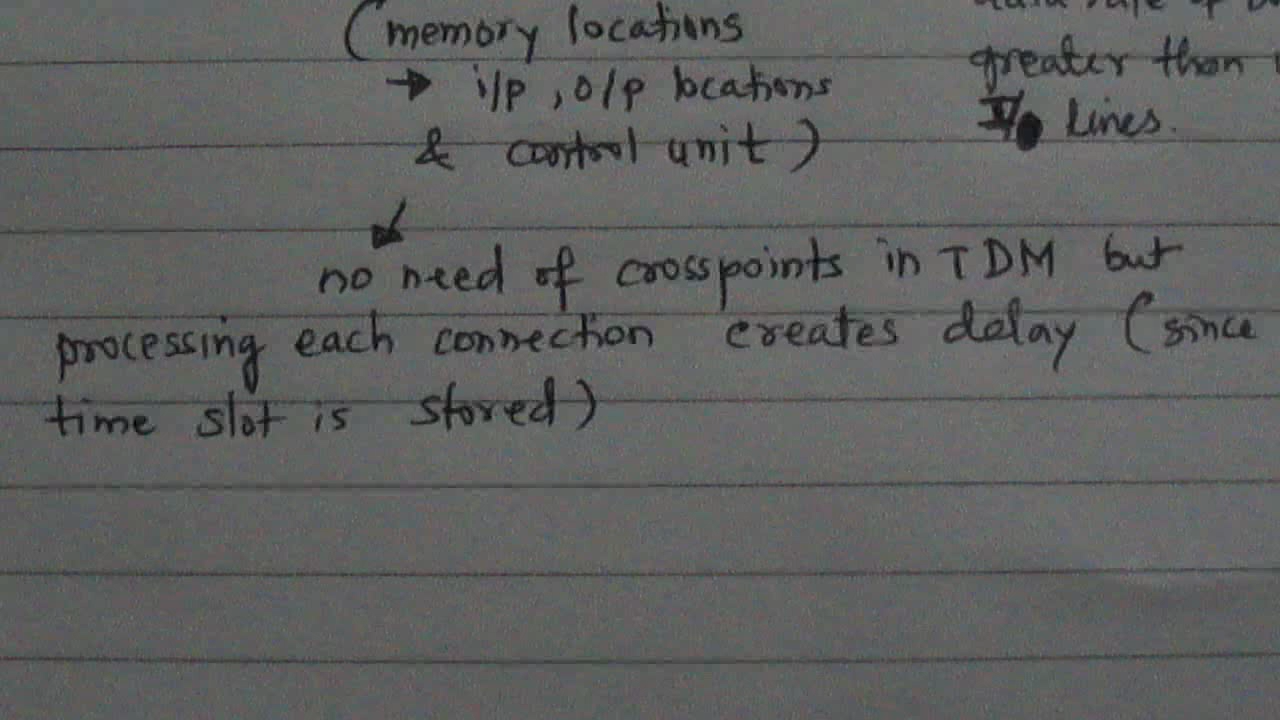 (memory locations
→ i/p, o/p locations
& control unit)
greater than
I/O lines.
no need of crosspoints in TDM but
processing each connection creates delay (since
time slot is stored)